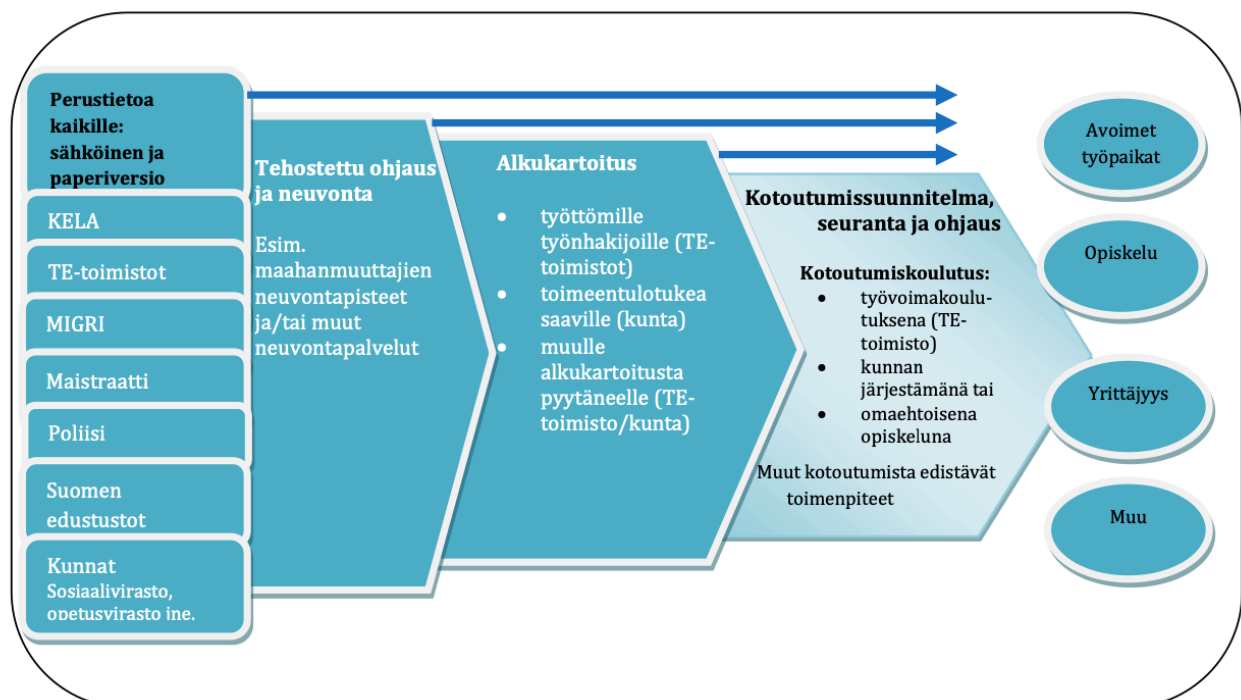 Perustietoa
kaikille:
sähköinen ja
paperiversio
KELA
TE-toimistot
MIGRI
Maistraatti
Poliisi
Suomen
edustustot
Kunnat
Sosiaalivirasto,
opetusvirasto jne.
Tehostettu ohjaus
ja neuvonta
Esim.
maahanmuuttajien
neuvontapisteet
ja/tai muut
neuvontapalvelut
Alkukartoitus
• työttömille
työnhakijoille (TE-
toimistot)
• toimeentulotukea
saaville (kunta)
• muulle
alkukartoitusta
pyytäneelle (TE-
toimisto/kunta)
Kotoutumissuunnitelma,
seuranta ja ohjaus
Kotoutumiskoulutus:
• työvoimakoulu-
tuksena (TE-
toimisto)
• kunnan
järjestämänä tai
• omaehtoisena
opiskeluna
Muut kotoutumista edistävät
toimenpiteet
Avoimet
työpaikat
Opiskelu
Yrittäjyys
Muu